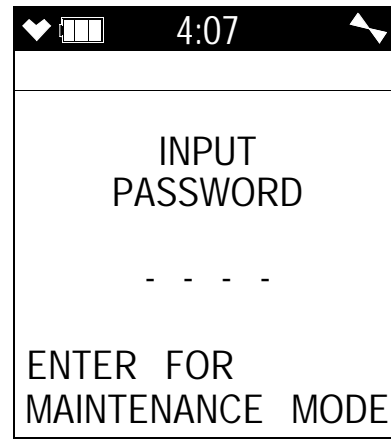 4:07
INPUT
PASSWORD
- - - -
ENTER FOR
MAINTENANCE MODE